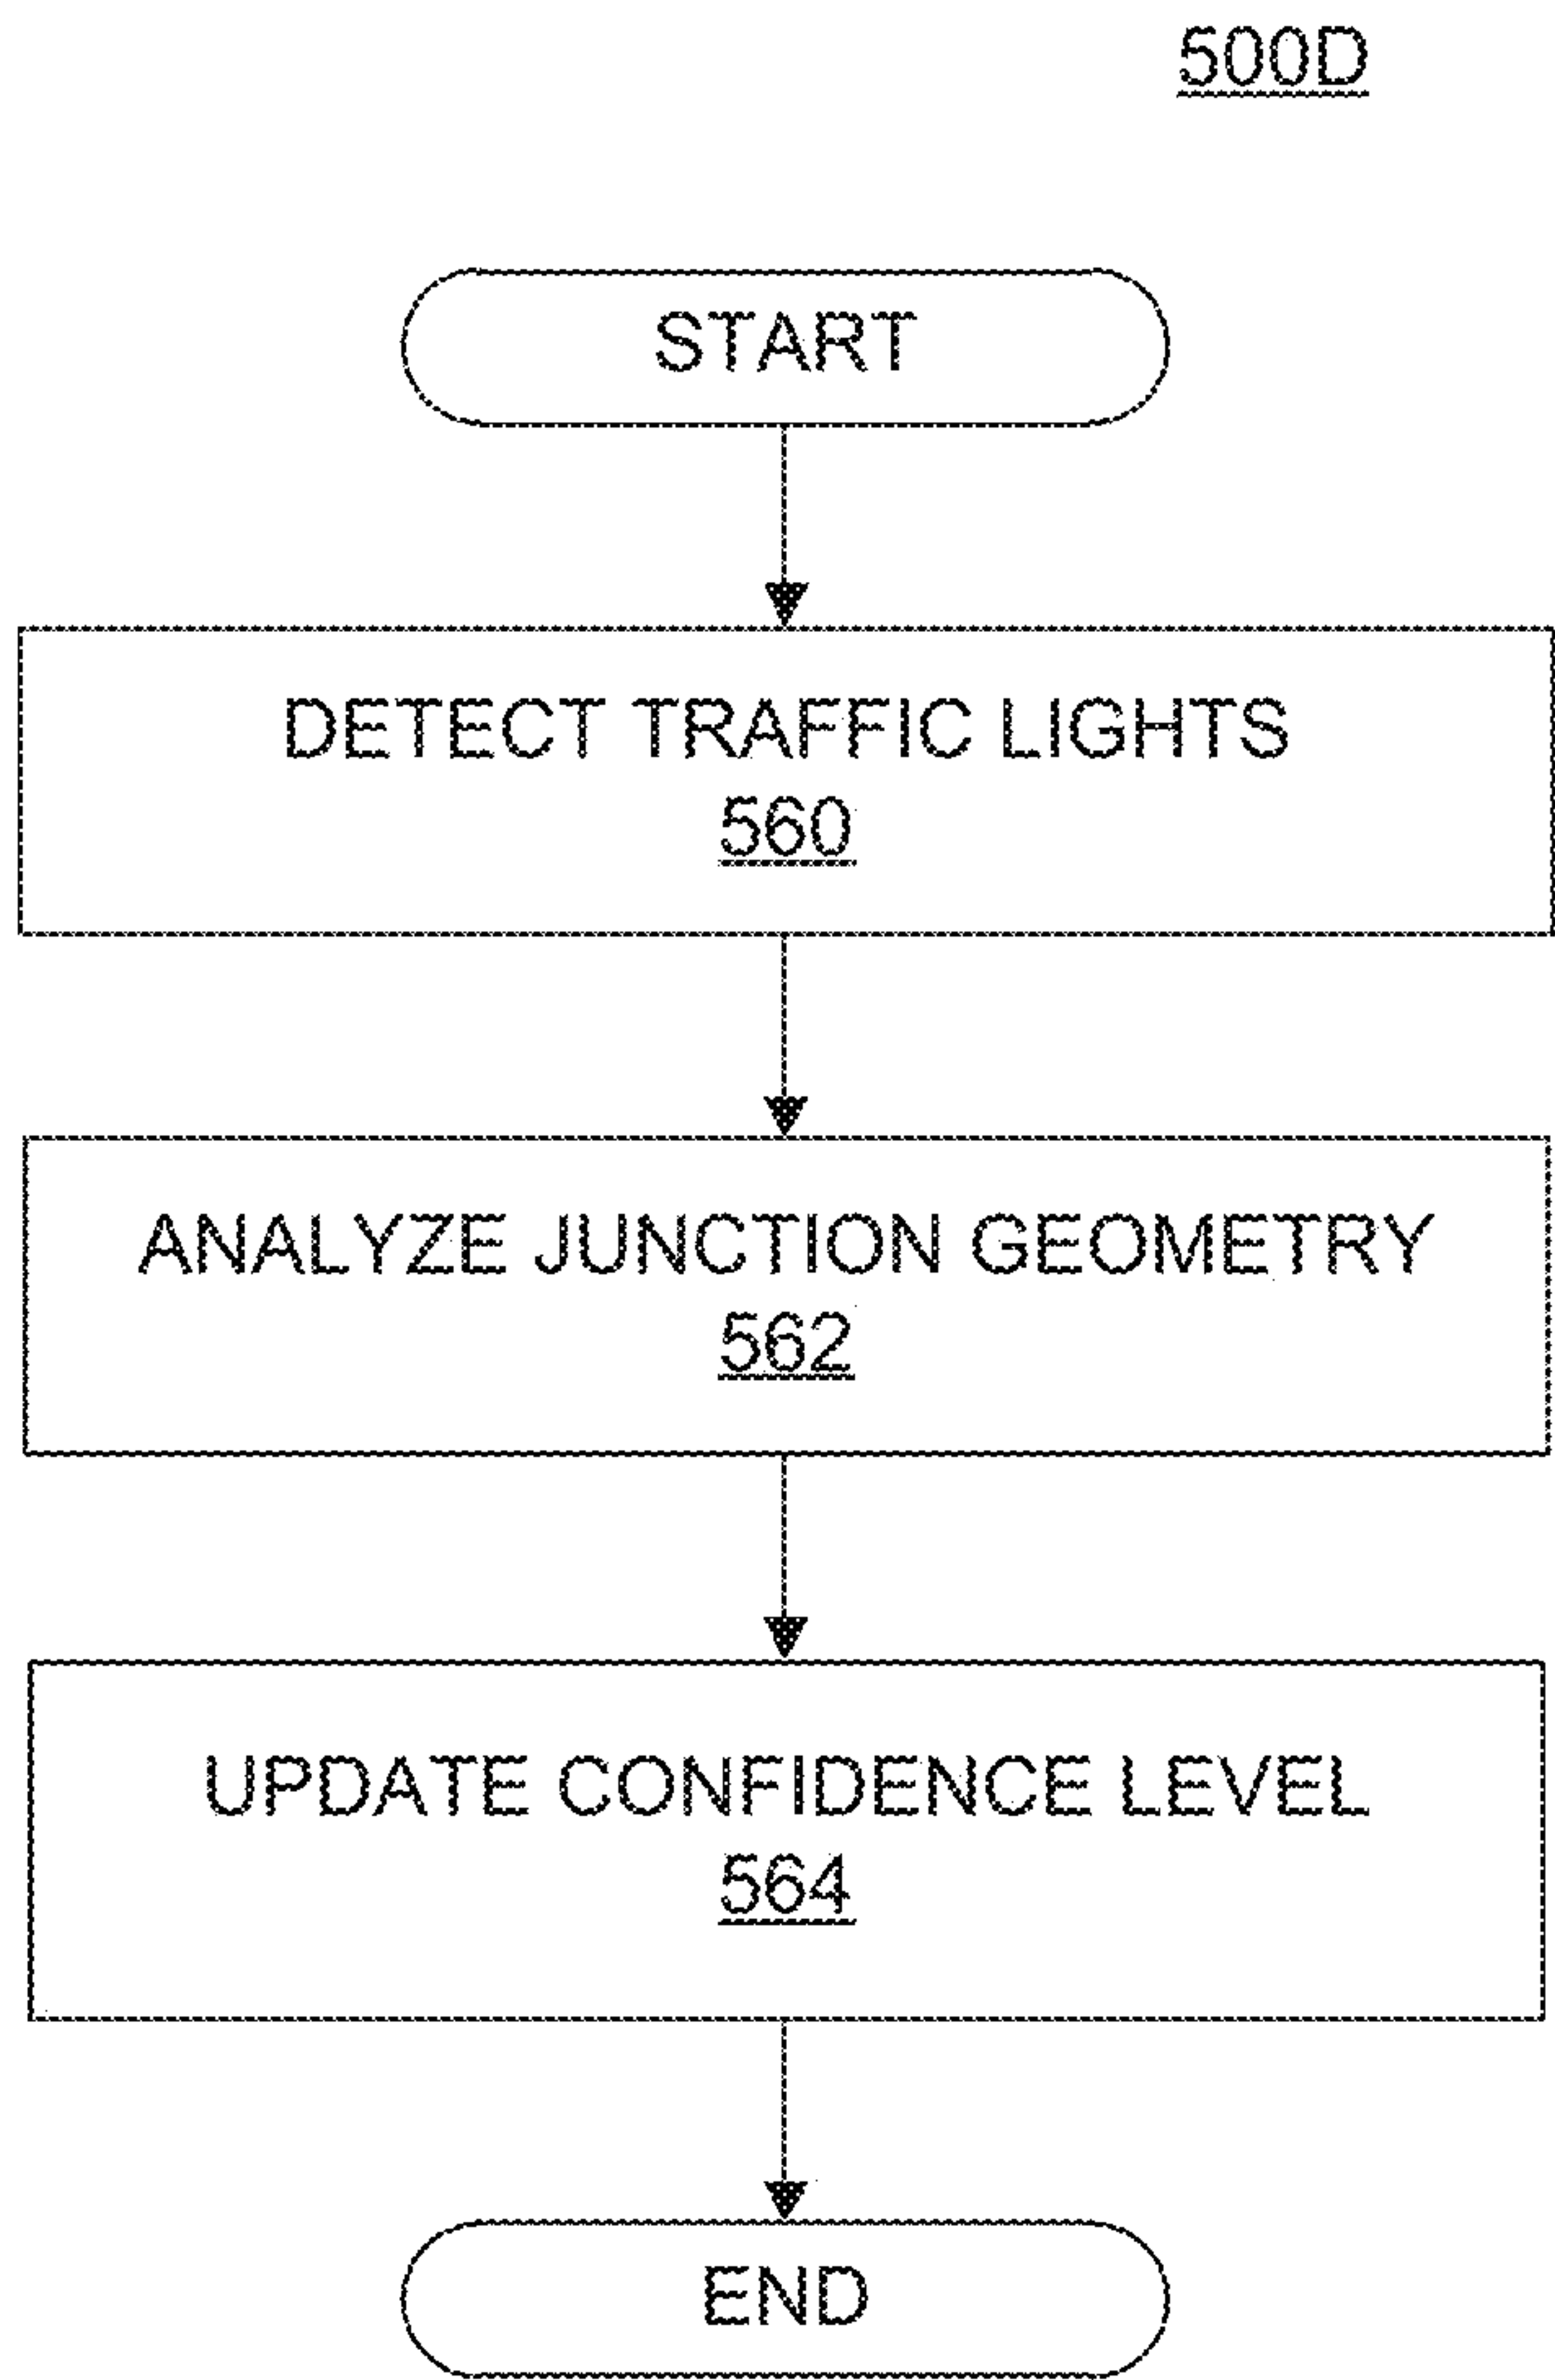 500D
START
DETECT TRAFFIC LIGHTS
560
ANALYZE JUNCTION GEOMETRY
562
UPDATE CONFIDENCE LEVEL
564
END